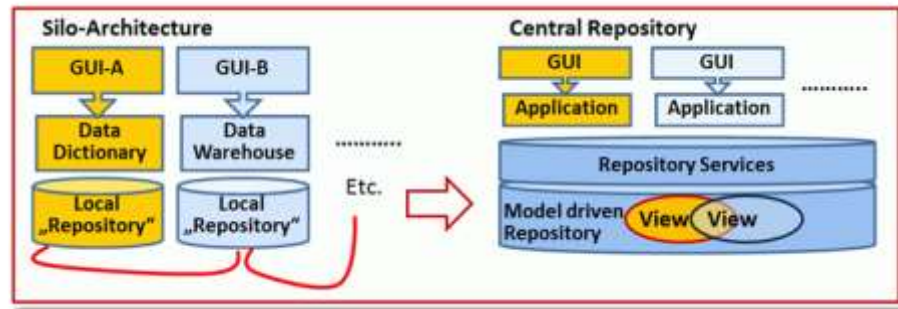 Silo-Architecture
GUI-A
GUI-B
Data
Dictionary
Data
Warehouse
Local
„Repository“
Local
„Repository“
............
Etc.
Central Repository
GUI
GUI
Application
Application
............
Repository Services
Model driven
Repository
View
View